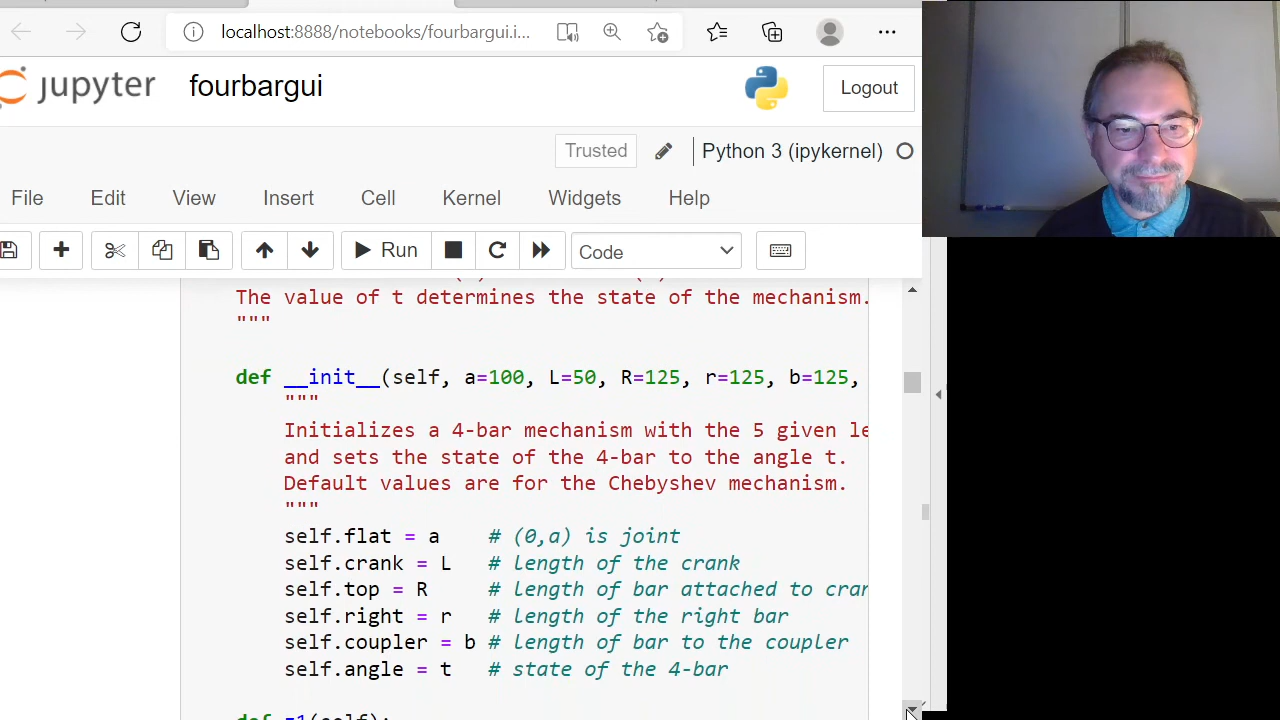 localhost:8888/notebooks/fourbargui.i...
jupyter fourbargui
Logout
Trusted
Python 3 (ipykernel)
File Edit View Insert Cell Kernel Widgets Help
Run
Code
The value of t determines the state of the mechanism.
"""
def __init__(self, a=100, L=50, R=125, r=125, b=125,
"""
Initializes a 4-bar mechanism with the 5 given le
and sets the state of the 4-bar to the angle t.
Default values are for the Chebyshev mechanism.
"""
self.flat = a # (0,a) is joint
self.crank = L # length of the crank
self.top = R # length of bar attached to cran
self.right = r # length of the right bar
self.coupler = b # length of bar to the coupler
self.angle = t # state of the 4-bar
def z1(self):